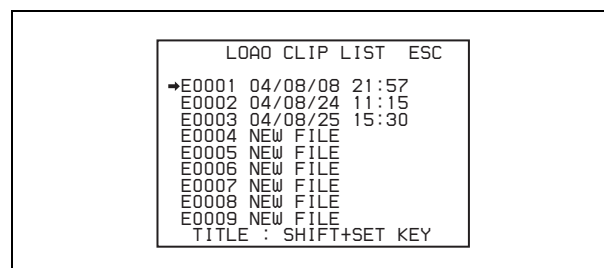 LOAD CLIP LIST ESC
➡E0001 04/08/08 21:57
E0002 04/08/24 11:15
E0003 04/08/25 15:30
E0004 NEW FILE
E0005 NEW FILE
E0006 NEW FILE
E0007 NEW FILE
E0008 NEW FILE
E0009 NEW FILE
TITLE : SHIFT+SET KEY